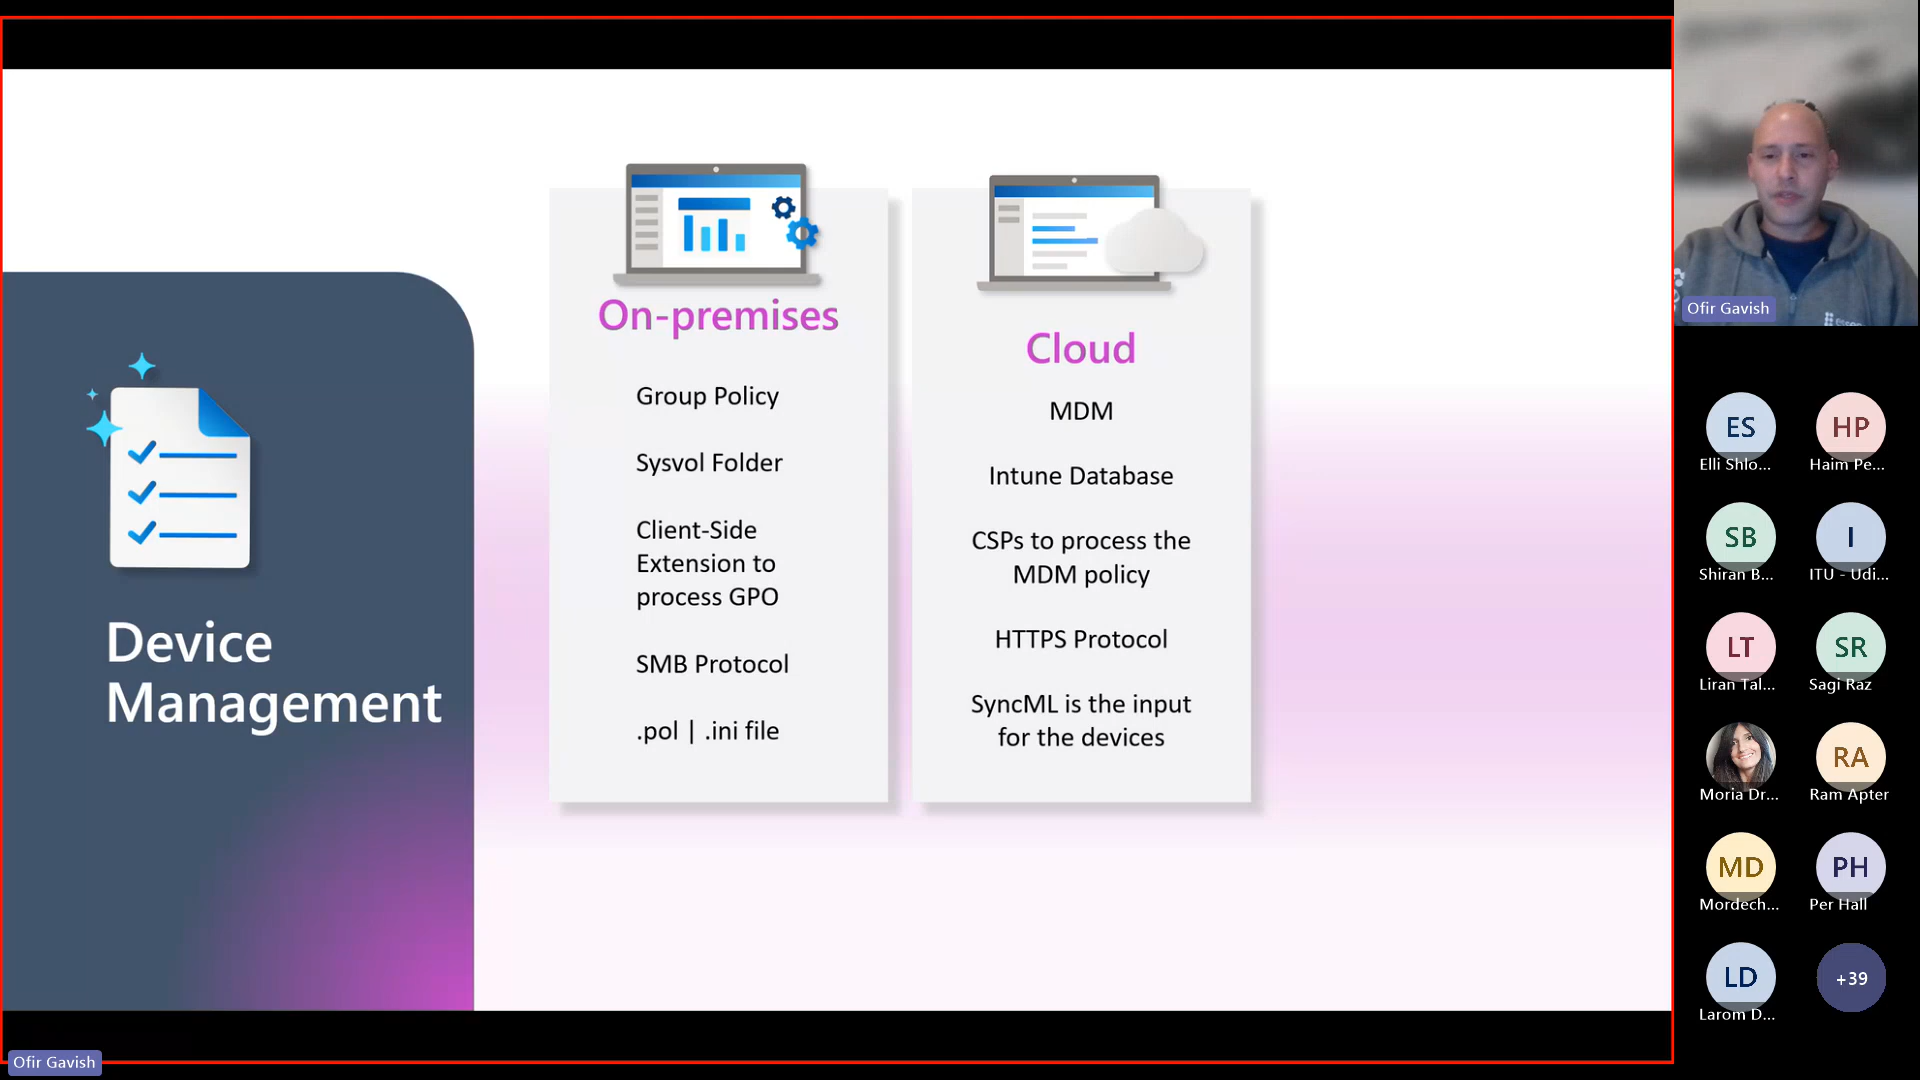 Device
Management
On-premises
Group Policy
Sysvol Folder
Client-Side
Extension to
process GPO
SMB Protocol
.pol | .ini file
Cloud
MDM
Intune Database
CSPs to process the
MDM policy
HTTPS Protocol
SyncML is the input
for the devices
Ofir Gavish
Ofir Gavish
ES
Elli Shlo...
HP
Haim Pe...
SB
Shiran B...
I
ITU - Udi...
LT
Liran Tal...
SR
Sagi Raz
Moria Dr...
RA
Ram Apter
MD
Mordech...
PH
Per Hall
LD
Larom D...
+39